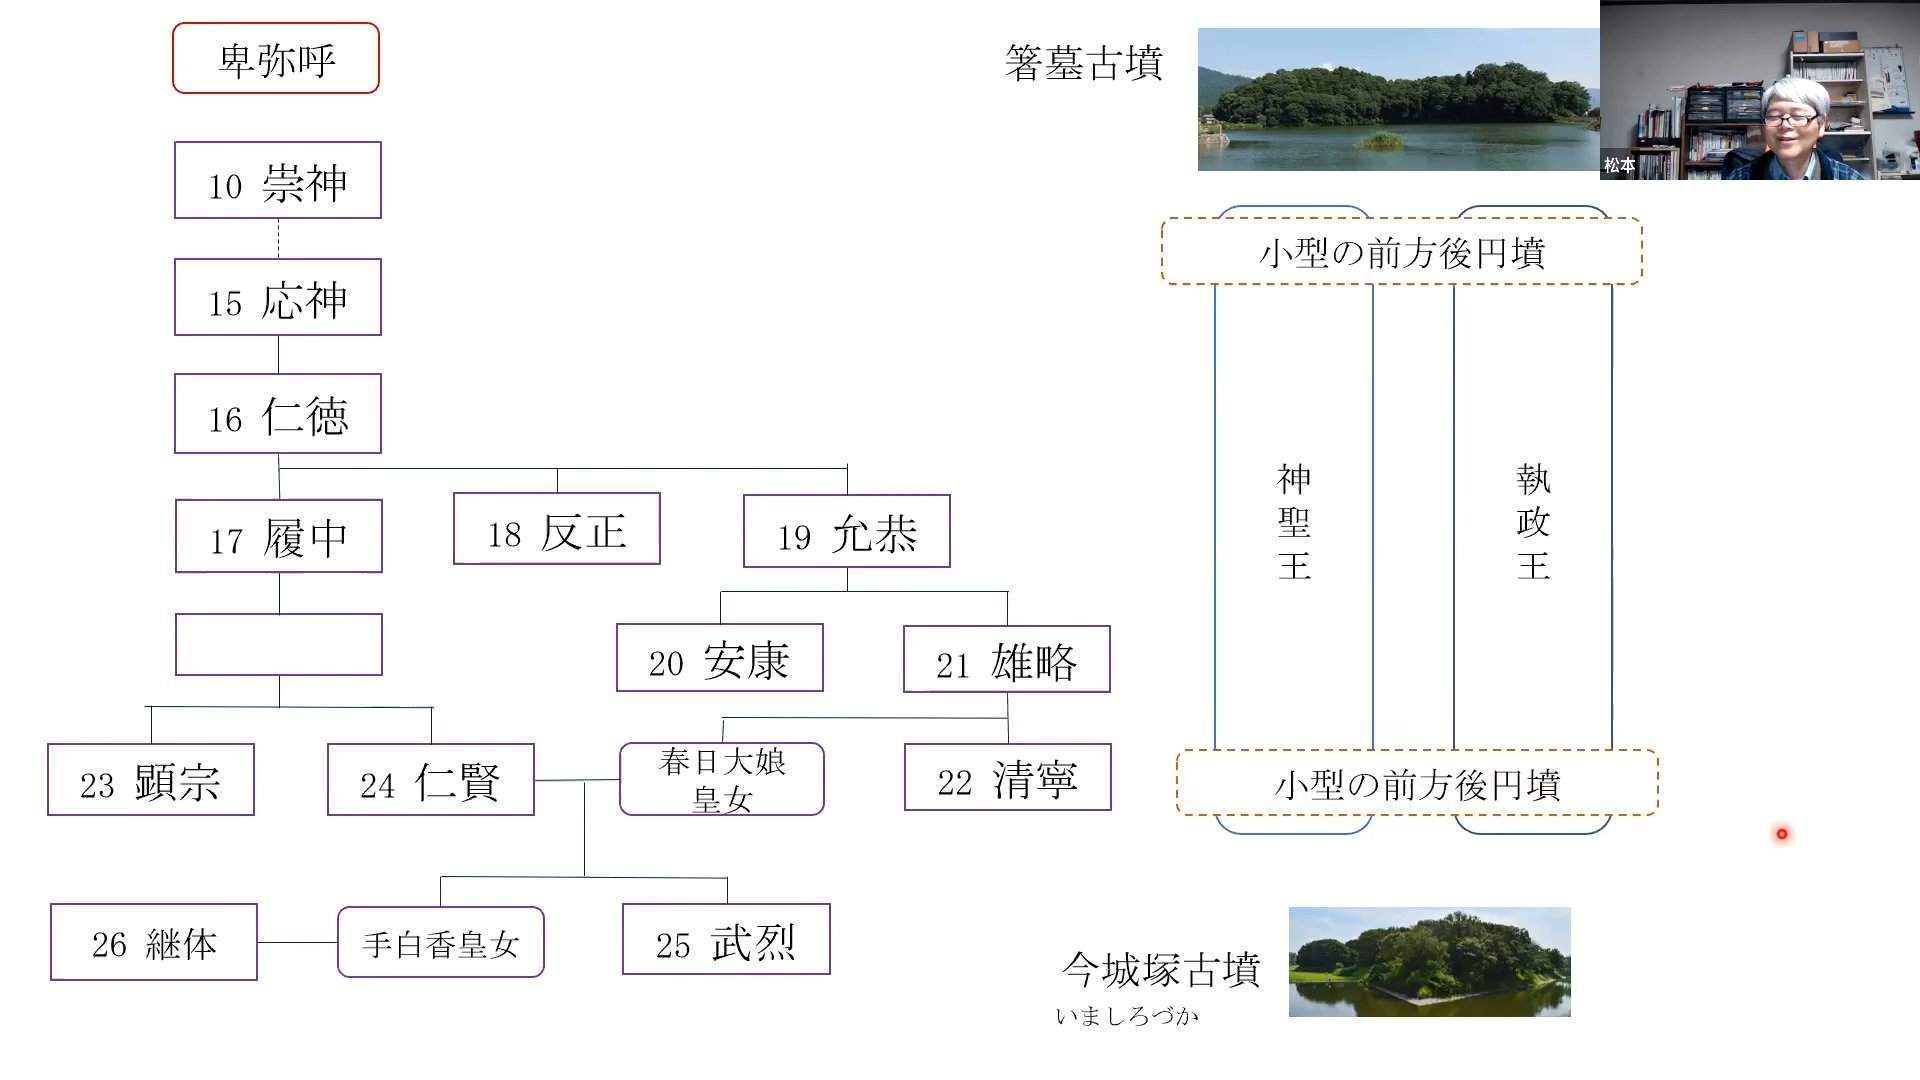 卑弥呼
10 崇神
15 応神
16 仁徳
17 履中
18 反正
19 允恭
20 安康
21 雄略
23 顕宗
24 仁賢
春日大娘
皇女
22 清寧
26 継体
手白香皇女
25 武烈
箸墓古墳
松本
小型の前方後円墳
神
聖
王
執
政
王
小型の前方後円墳
今城塚古墳
いましろづか